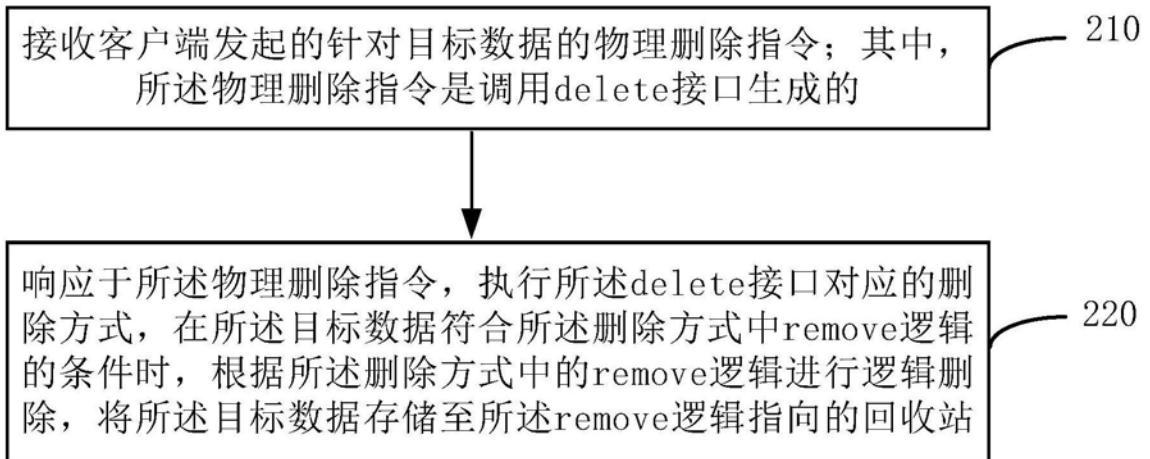 接收客户端发起的针对目标数据的物理删除指令；其中，
所述物理删除指令是调用delete接口生成的
210
响应于所述物理删除指令，执行所述delete接口对应的删
除方式，在所述目标数据符合所述删除方式中remove逻辑
的条件时，根据所述删除方式中的remove逻辑进行逻辑删
除，将所述目标数据存储至所述remove逻辑指向的回收站
220